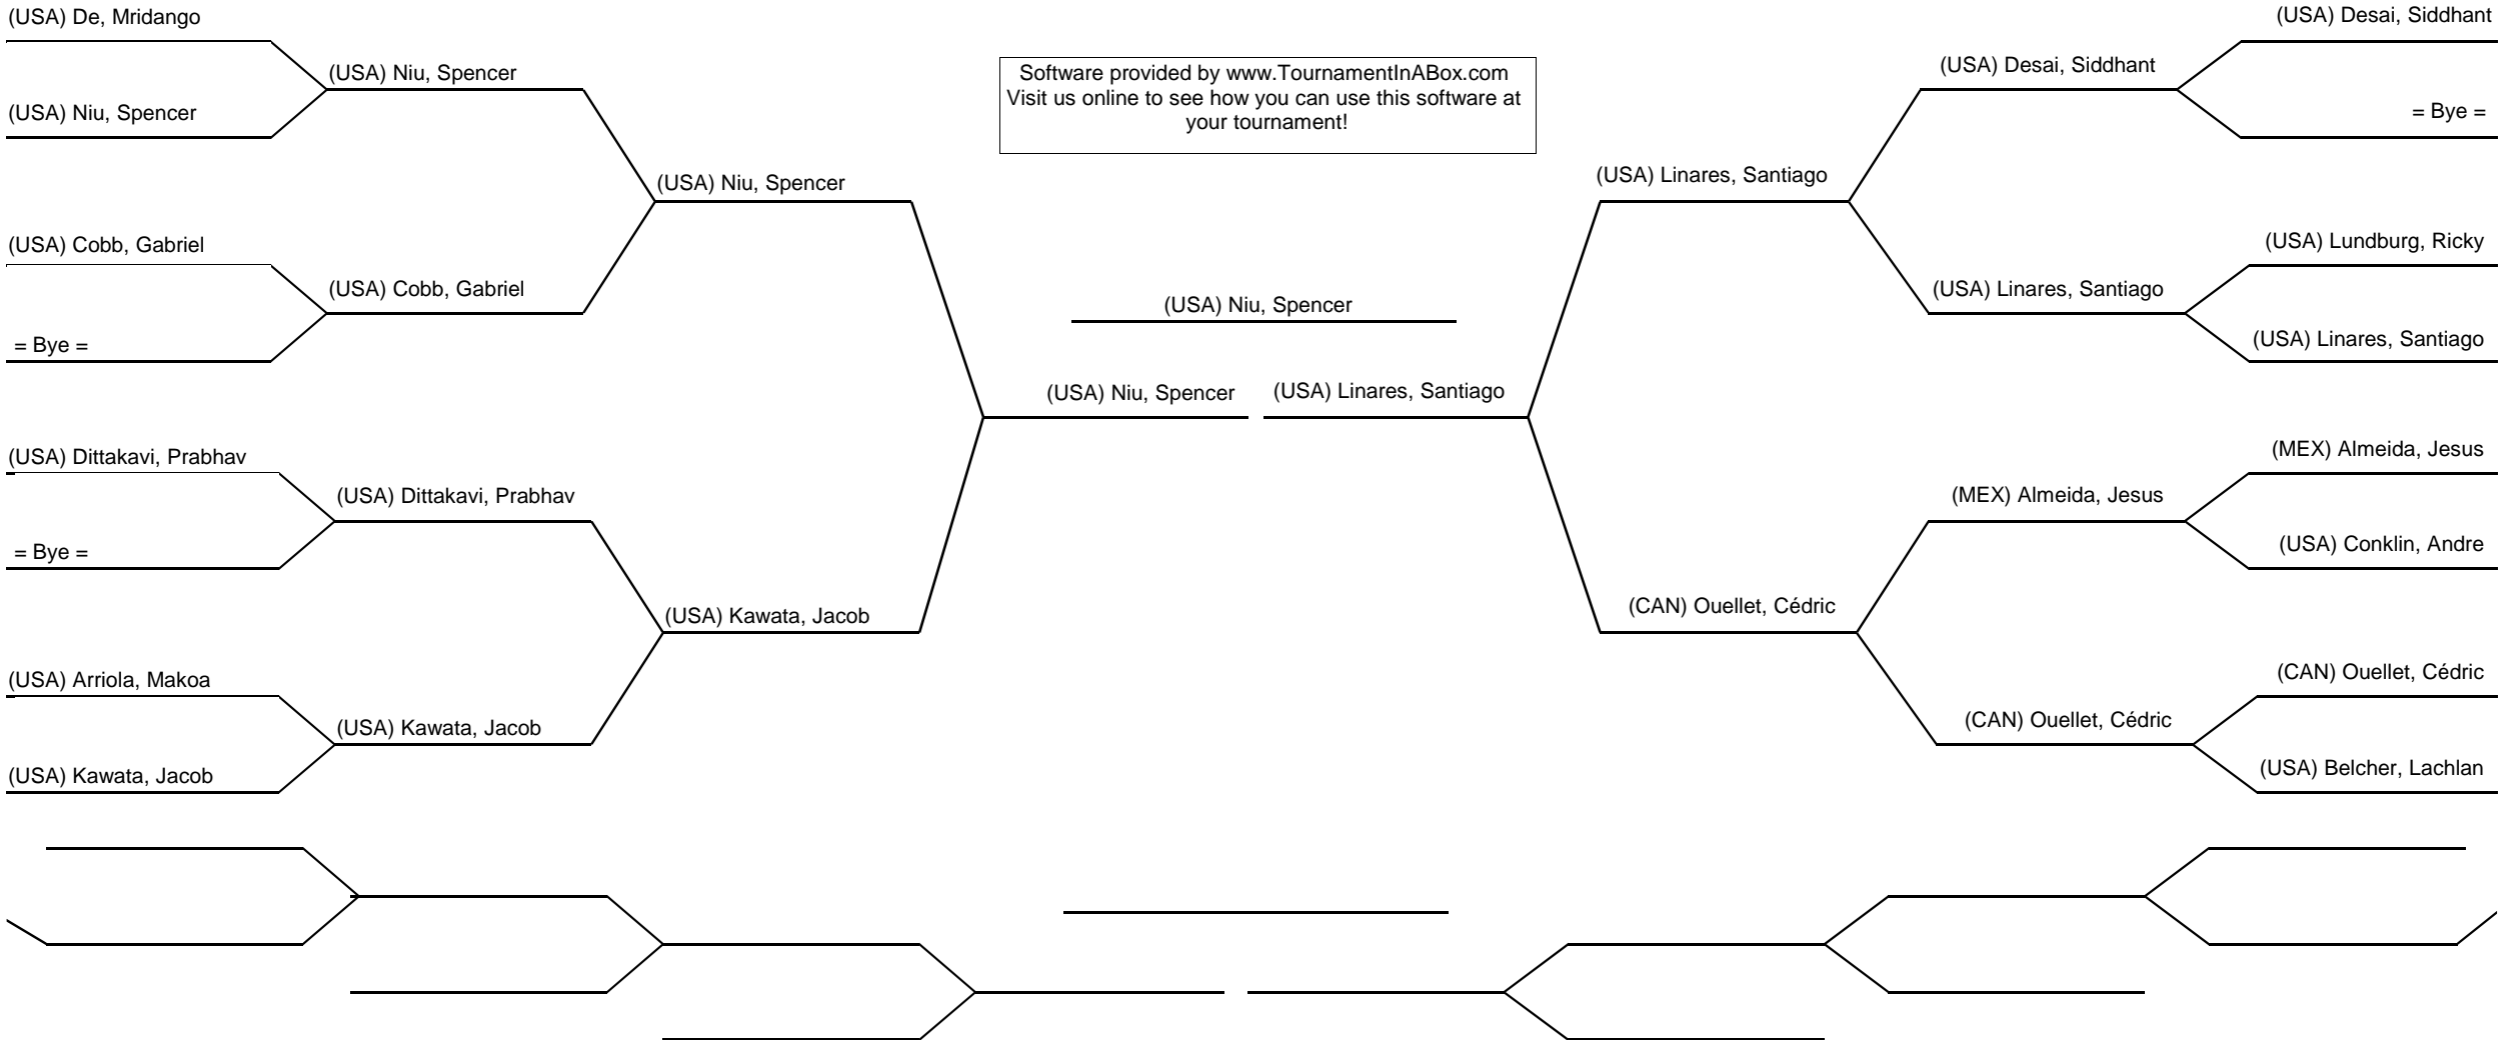 (USA) De, Mridango
(USA) Niu, Spencer
(USA) Cobb, Gabriel
= Bye =
(USA) Dittakavi, Prabhav
= Bye =
(USA) Arriola, Makoa
(USA) Kawata, Jacob
(USA) Niu, Spencer
(USA) Cobb, Gabriel
(USA) Dittakavi, Prabhav
(USA) Kawata, Jacob
(USA) Niu, Spencer
(USA) Kawata, Jacob
Software provided by www.TournamentInABox.com
Visit us online to see how you can use this software at
your tournament!
(USA) Niu, Spencer
(USA) Niu, Spencer
(USA) Linares, Santiago
(USA) Linares, Santiago
(CAN) Ouellet, Cédric
(USA) Desai, Siddhant
(USA) Linares, Santiago
(MEX) Almeida, Jesus
(CAN) Ouellet, Cédric
(USA) Desai, Siddhant
= Bye =
(USA) Lundburg, Ricky
(USA) Linares, Santiago
(MEX) Almeida, Jesus
(USA) Conklin, Andre
(CAN) Ouellet, Cédric
(USA) Belcher, Lachlan